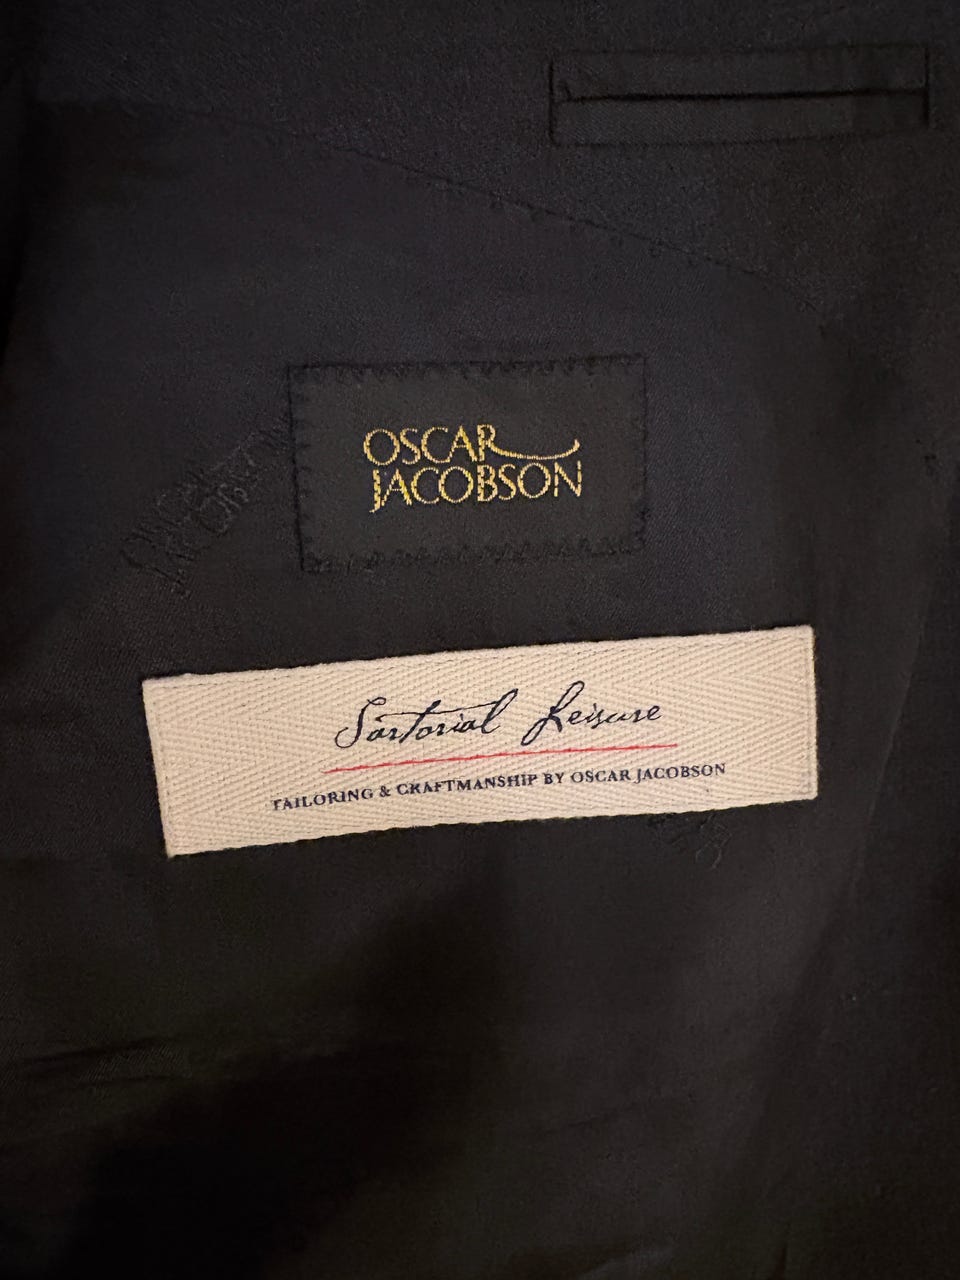 OSCAR
JACOBSON
Sartorial Leisure
TAILORING & CRAFTMANSHIP BY OSCAR JACOBSON